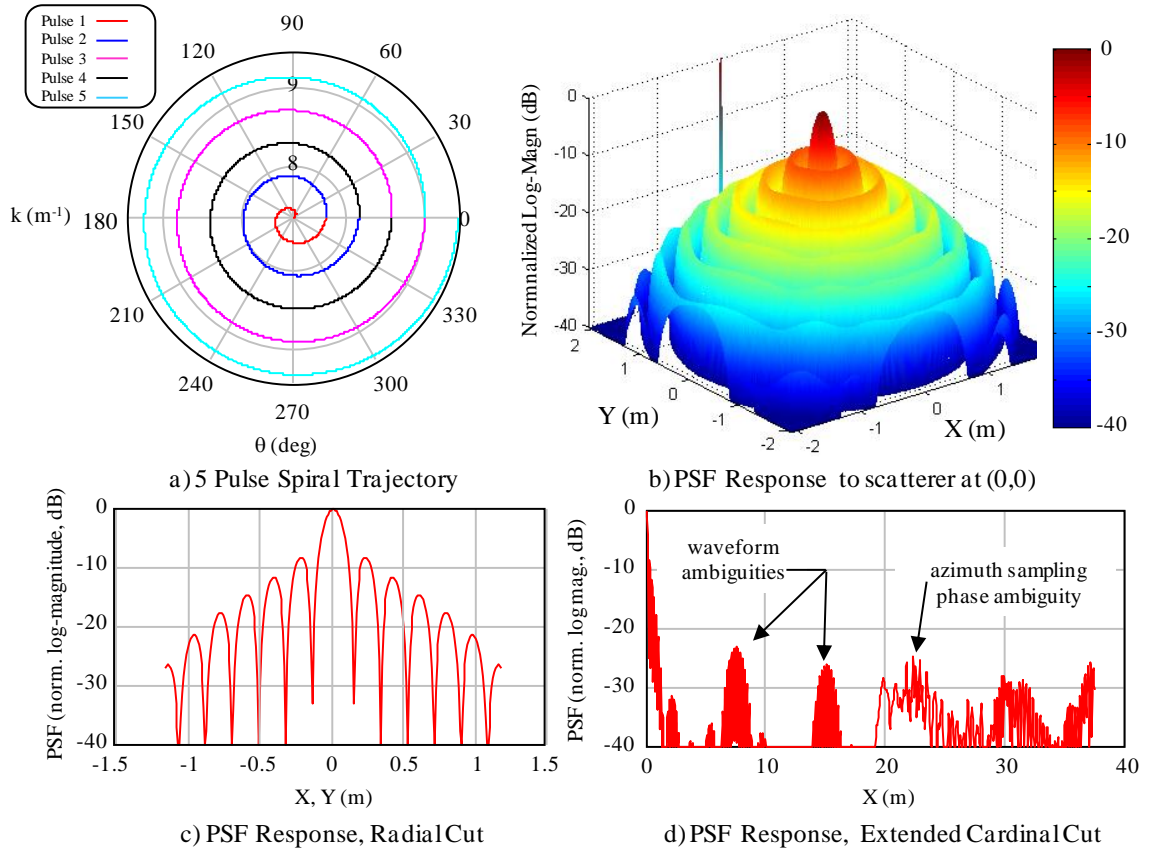 Pulse 1
Pulse 2
Pulse 3
Pulse 4
Pulse 5
90
120
60
150
30
k (m-1)
180
0
210
330
240
300
270
9
8
θ (deg)
a) 5 Pulse Spiral Trajectory
Normnalized Log-Magn (dB)
0
-10
-20
-30
-40
2
1
0
-1
-2
Y (m)
-2
-1
0
1
X (m)
0
-10
-20
-30
-40
b) PSF Response to scatterer at (0,0)
PSF (norm. log-magnitude, dB)
0
-10
-20
-30
-40
-1.5
-1
-0.5
0
0.5
1
1.5
X, Y (m)
c) PSF Response, Radial Cut
PSF (norm. log mag., dB)
0
-10
-20
-30
-40
waveform
ambiguities
azimuth sampling
phase ambiguity
0
10
20
30
40
X (m)
d) PSF Response, Extended Cardinal Cut